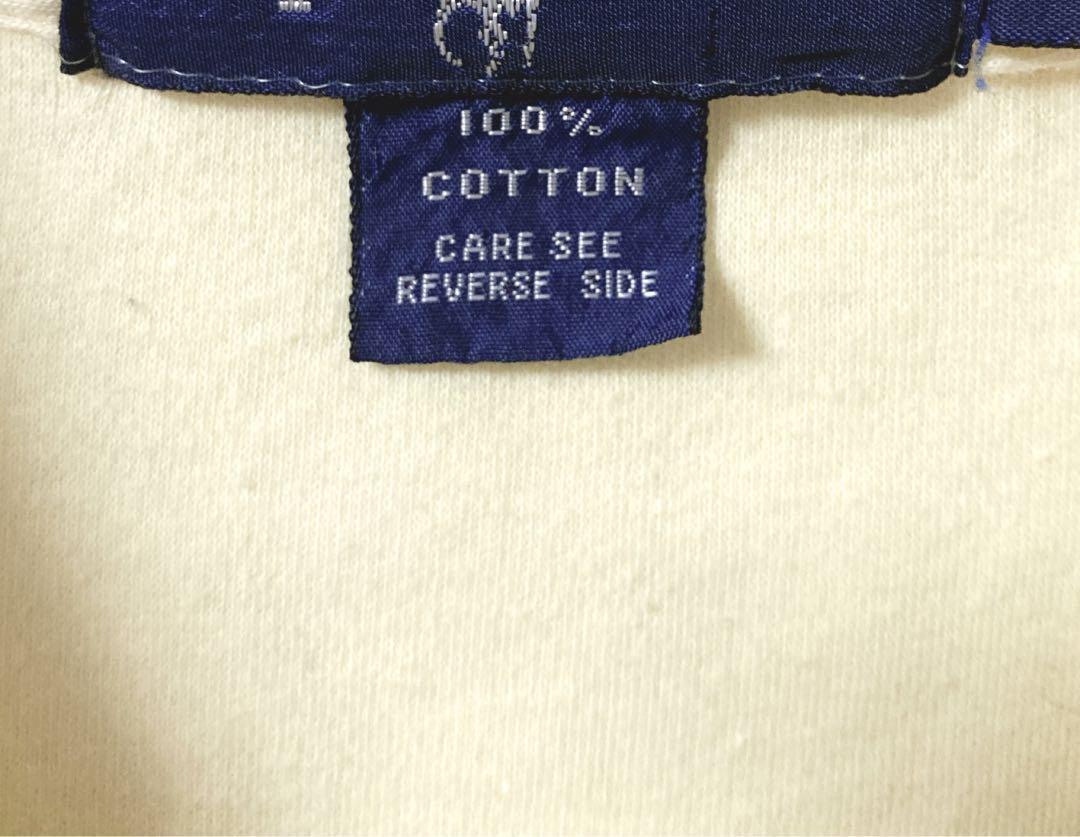 100%
COTTON
CARE SEE
REVERSE SIDE